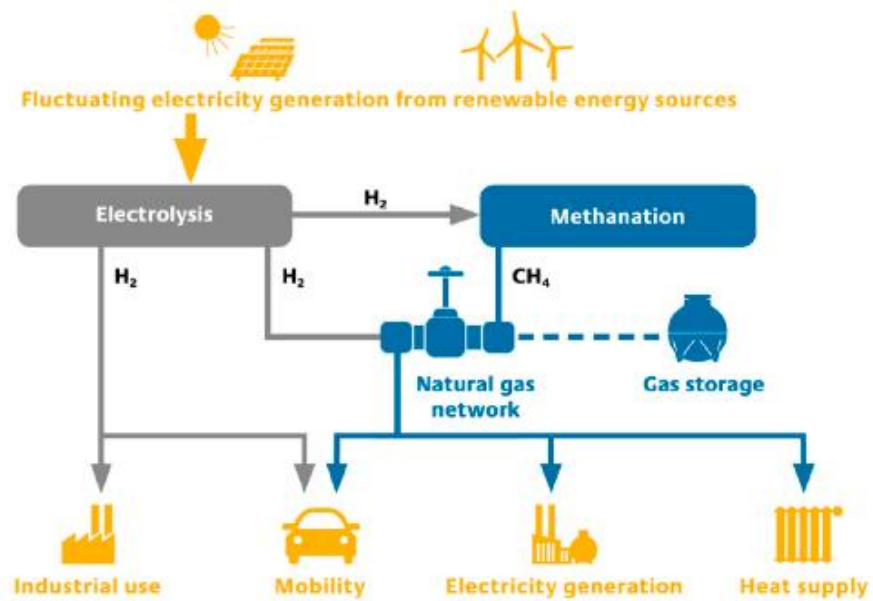 Fluctuating electricity generation from renewable energy sources
Electrolysis
H₂
Methanation
H₂
H₂
CH₄
Natural gas
network
Gas storage
Industrial use
Mobility
Electricity generation
Heat supply